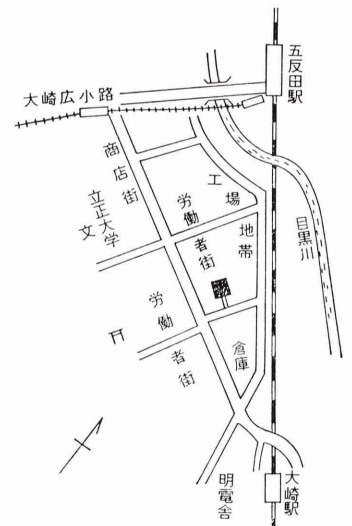 五反田駅
大崎広小路
商店街
立正大学
文
工場
地帯
労働者街
目黒川
労働者街
倉庫
大崎駅
明電舎